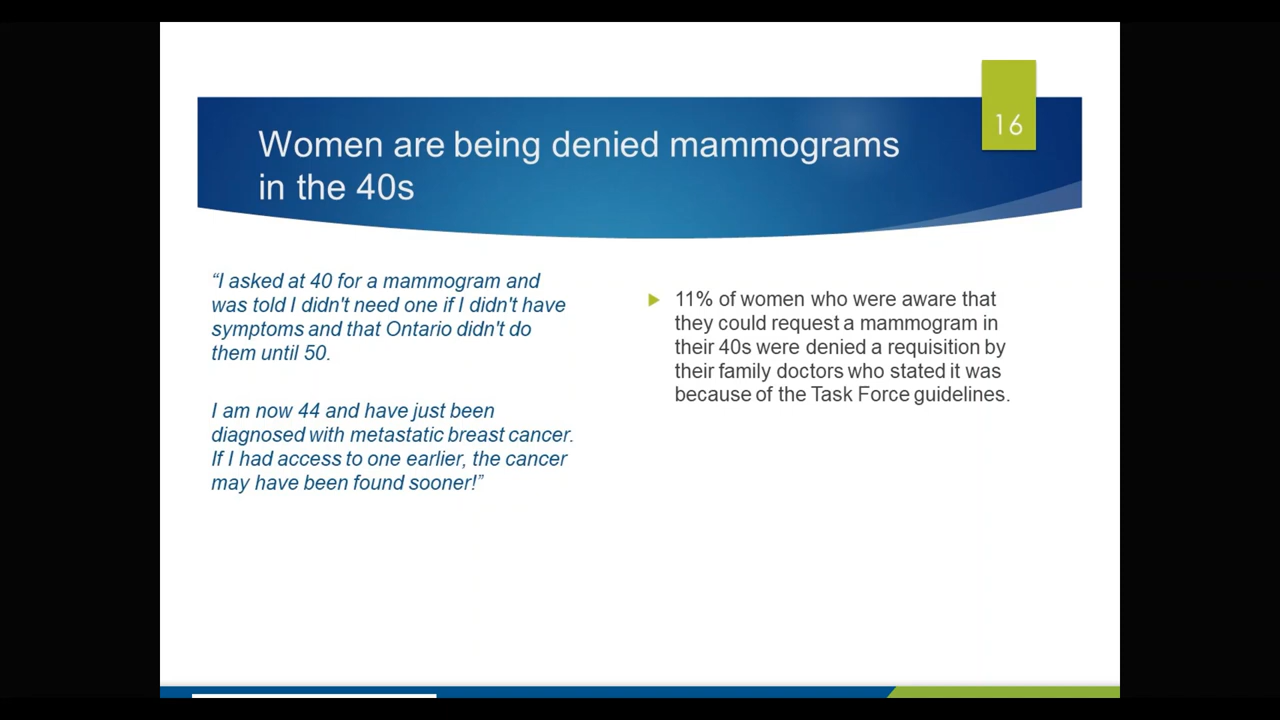 16
Women are being denied mammograms
in the 40s
“I asked at 40 for a mammogram and
was told I didn't need one if I didn't have
symptoms and that Ontario didn't do
them until 50.
I am now 44 and have just been
diagnosed with metastatic breast cancer.
If I had access to one earlier, the cancer
may have been found sooner!”
11% of women who were aware that
they could request a mammogram in
their 40s were denied a requisition by
their family doctors who stated it was
because of the Task Force guidelines.